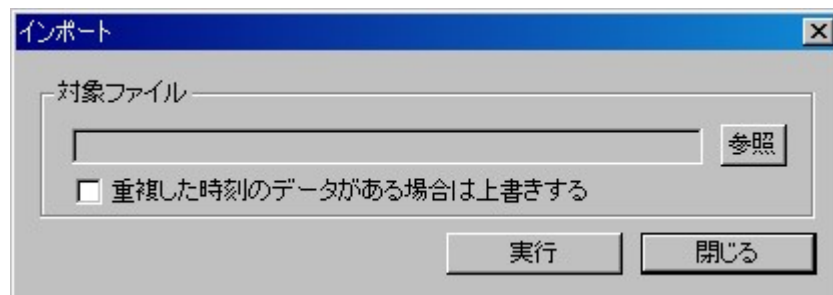 インポート
対象ファイル
参照
重複した時刻のデータがある場合は上書きする
実行
閉じる